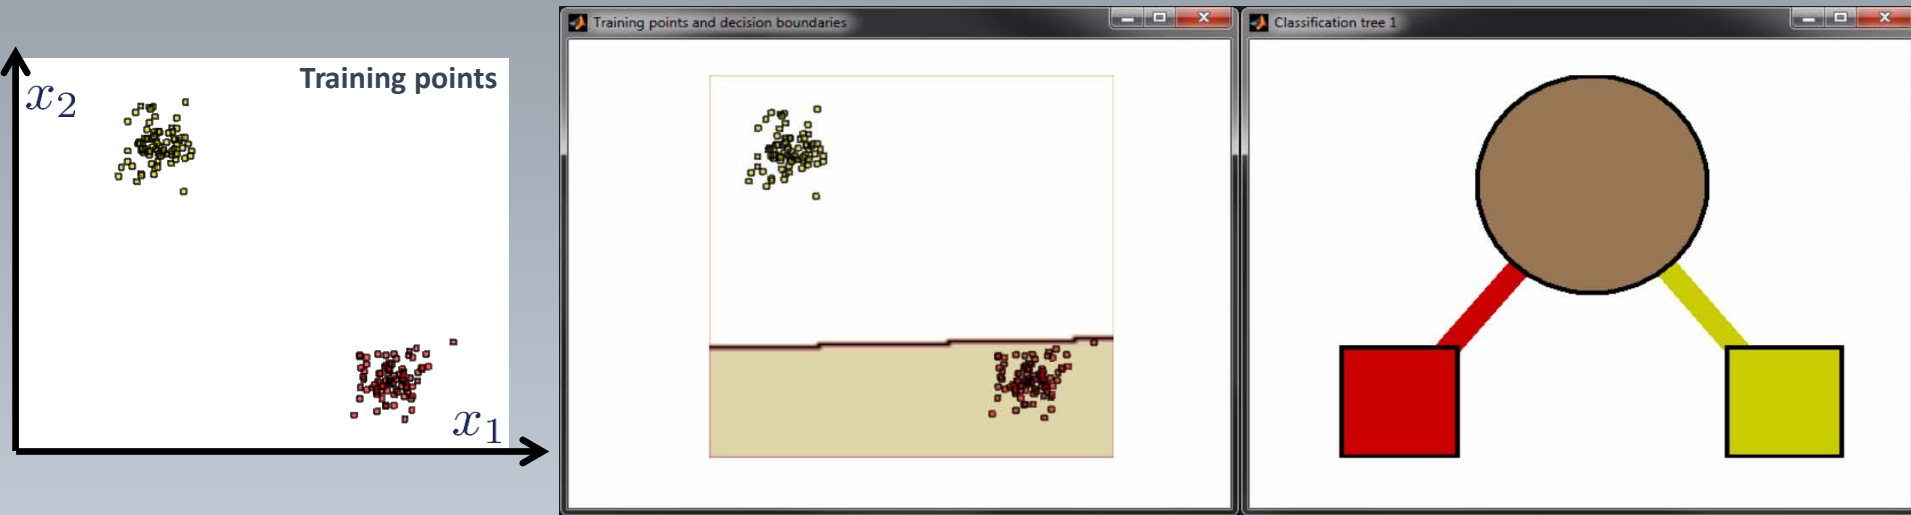 Training points
x2
x1
Training points and decision boundaries
Classification tree 1